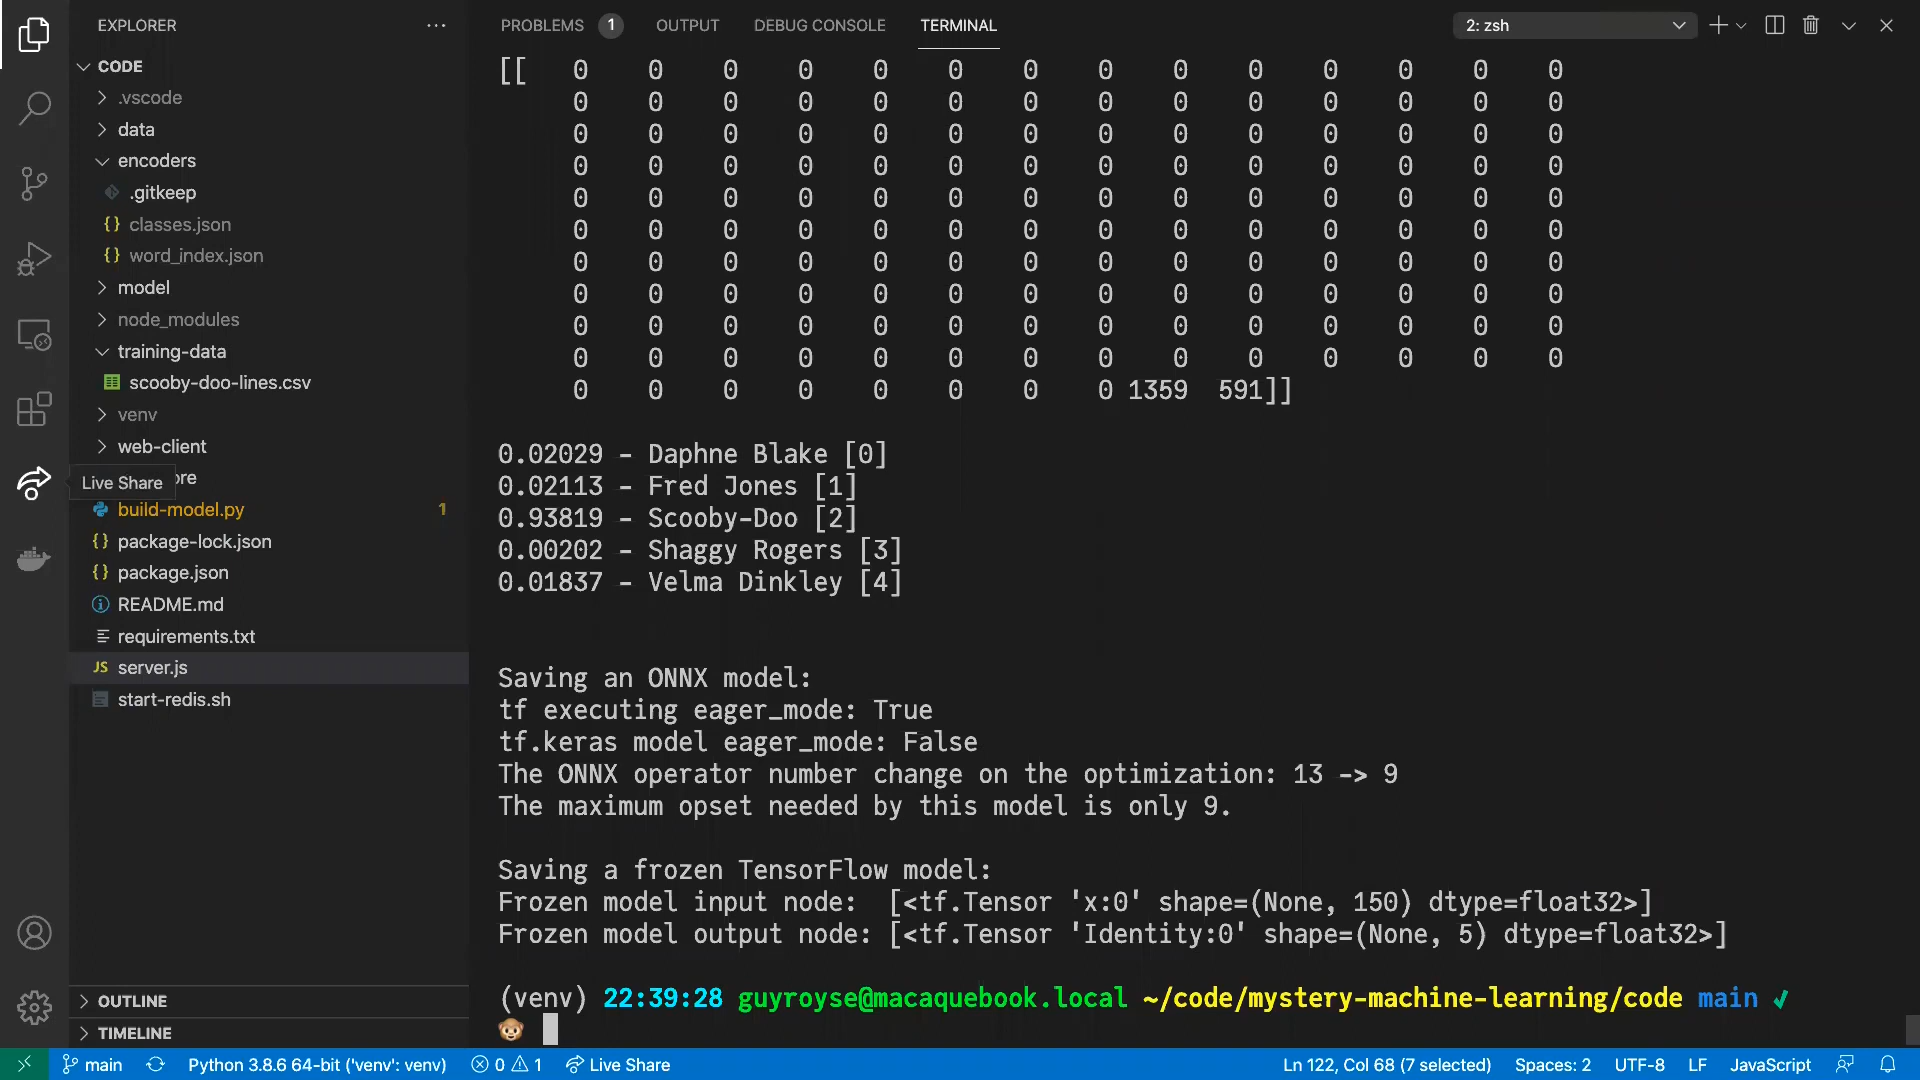 EXPLORER
CODE
.vscode
data
encoders
.gitkeep
{} classes.json
{} word_index.json
model
node_modules
training-data
scooby-doo-lines.csv
venv
web-client
Live Share
ore
build-model.py 1
{} package-lock.json
{} package.json
README.md
requirements.txt
JS server.js
start-redis.sh
OUTLINE
TIMELINE
PROBLEMS 1 OUTPUT DEBUG CONSOLE TERMINAL 2: zsh
[[ 0 0 0 0 0 0 0 0 0 0 0 0 0 0
0 0 0 0 0 0 0 0 0 0 0 0 0 0
0 0 0 0 0 0 0 0 0 0 0 0 0 0
0 0 0 0 0 0 0 0 0 0 0 0 0 0
0 0 0 0 0 0 0 0 0 0 0 0 0 0
0 0 0 0 0 0 0 0 0 0 0 0 0 0
0 0 0 0 0 0 0 0 0 0 0 0 0 0
0 0 0 0 0 0 0 0 0 0 0 0 0 0
0 0 0 0 0 0 0 0 0 0 0 0 0 0
0 0 0 0 0 0 0 0 0 0 0 0 0 0
0 0 0 0 0 0 0 0 1359 591]]
0.02029 - Daphne Blake [0]
0.02113 - Fred Jones [1]
0.93819 - Scooby-Doo [2]
0.00202 - Shaggy Rogers [3]
0.01837 - Velma Dinkley [4]
Saving an ONNX model:
tf executing eager_mode: True
tf.keras model eager_mode: False
The ONNX operator number change on the optimization: 13 -> 9
The maximum opset needed by this model is only 9.
Saving a frozen TensorFlow model:
Frozen model input node: [<tf.Tensor 'x:0' shape=(None, 150) dtype=float32>]
Frozen model output node: [<tf.Tensor 'Identity:0' shape=(None, 5) dtype=float32>]
(venv) 22:39:28 guyroyse@macaquebook.local ~/code/mystery-machine-learning/code main ✓
🐵
main Python 3.8.6 64-bit ('venv': venv) 0 1 Live Share Ln 122, Col 68 (7 selected) Spaces: 2 UTF-8 LF JavaScript